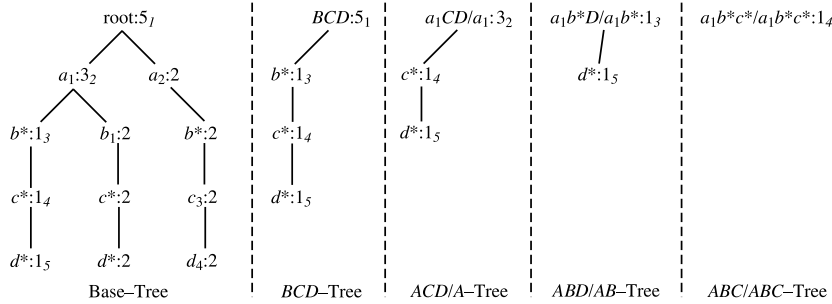 root:5₁ BCD:5₁ a₁CD/a₁:3₂ a₁b*D/a₁b*:1₃ a₁b*c*/a₁b*c*:1₄
a₁:3₂ a₂:2 b*:1₃ c*:1₄ d*:1₅
b*:1₃ b₁:2 b*:2 c*:1₄ d*:1₅
c*:1₄ c*:2 c₃:2 d*:1₅
d*:1₅ d*:2 d₄:2
Base–Tree BCD–Tree ACD/A–Tree ABD/AB–Tree ABC/ABC–Tree